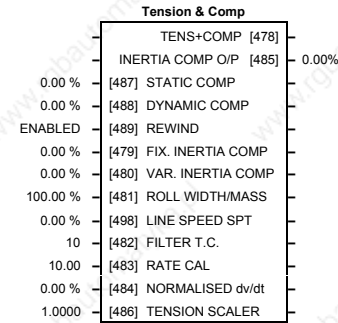 Tension & Comp
TENS+COMP [478]
INERTIA COMP O/P [485] 0.00%
0.00 % [487] STATIC COMP
0.00 % [488] DYNAMIC COMP
ENABLED [489] REWIND
0.00 % [479] FIX. INERTIA COMP
0.00 % [480] VAR. INERTIA COMP
100.00 % [481] ROLL WIDTH/MASS
0.00 % [498] LINE SPEED SPT
10 [482] FILTER T.C.
10.00 [483] RATE CAL
0.00 % [484] NORMALISED dv/dt
1.0000 [486] TENSION SCALER